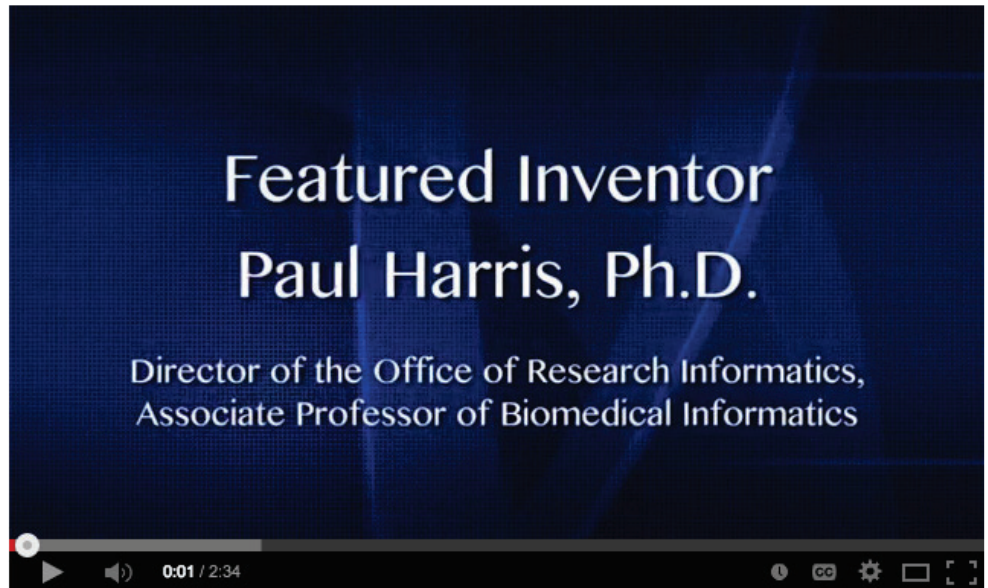 Featured Inventor
Paul Harris, Ph.D.
Director of the Office of Research Informatics,
Associate Professor of Biomedical Informatics
0:01 / 2:34
CC